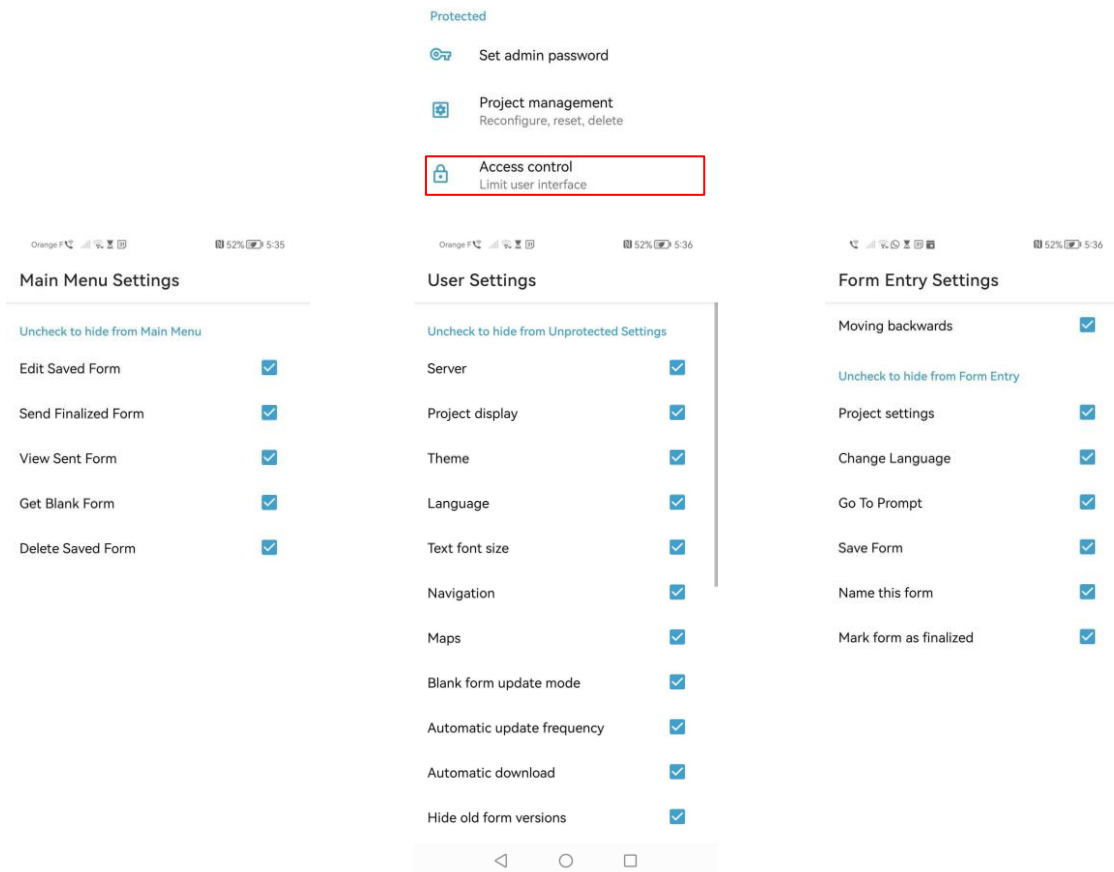 Protected
Set admin password
Project management
Reconfigure, reset, delete
Access control
Limit user interface
Orange F 52% 5:35
Main Menu Settings
Uncheck to hide from Main Menu
Edit Saved Form
Send Finalized Form
View Sent Form
Get Blank Form
Delete Saved Form
Orange F 52% 5:36
User Settings
Uncheck to hide from Unprotected Settings
Server
Project display
Theme
Language
Text font size
Navigation
Maps
Blank form update mode
Automatic update frequency
Automatic download
Hide old form versions
52% 5:36
Form Entry Settings
Moving backwards
Uncheck to hide from Form Entry
Project settings
Change Language
Go To Prompt
Save Form
Name this form
Mark form as finalized